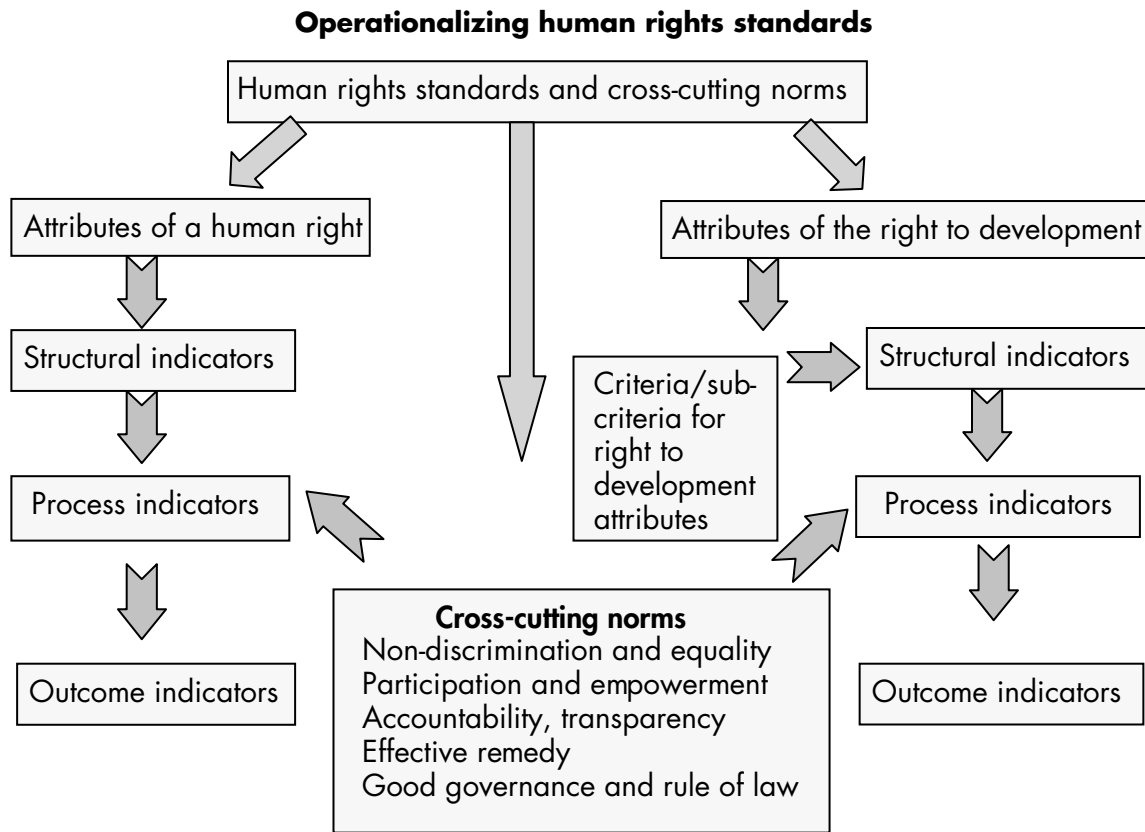 Operationalizing human rights standards
Human rights standards and cross-cutting norms
Attributes of a human right
Attributes of the right to development
Structural indicators
Criteria/sub-
criteria for
right to
development
attributes
Structural indicators
Process indicators
Process indicators
Cross-cutting norms
Non-discrimination and equality
Participation and empowerment
Accountability, transparency
Effective remedy
Good governance and rule of law
Outcome indicators
Outcome indicators